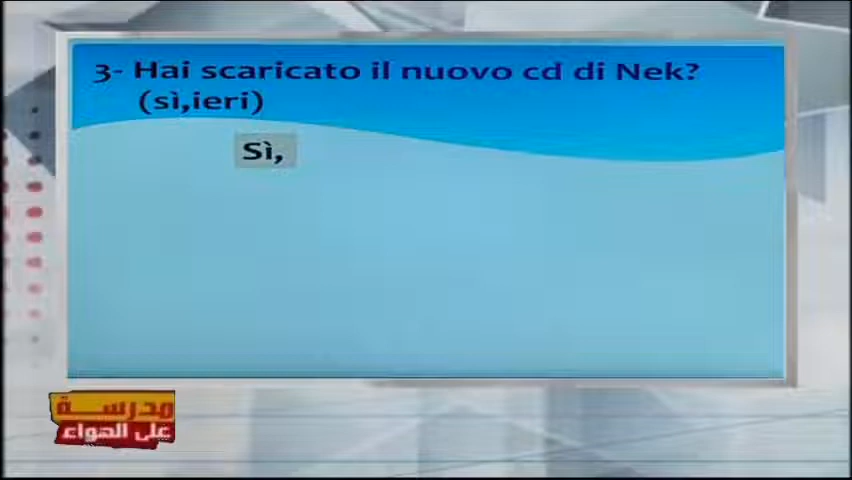 3- Hai scaricato il nuovo cd di Nek?
(sì,ieri)
Sì,
مدرسة
على الهواء